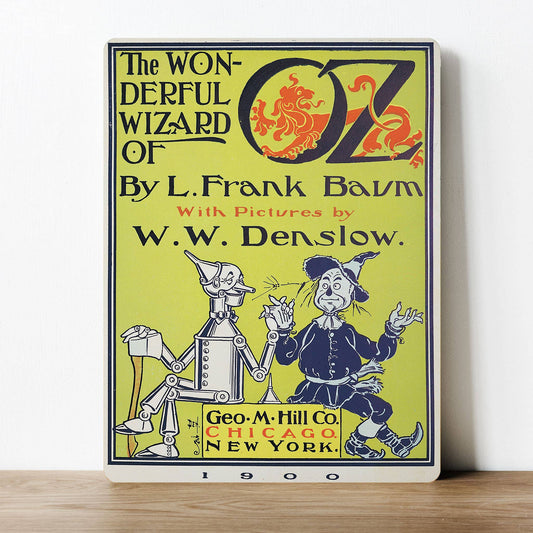 The WON-
DERFUL
WIZARD
OF
OZ
By L. Frank Baum
With Pictures by
W. W. Denslow.
Geo. M. Hill Co.
CHICAGO.
NEW YORK.
1900